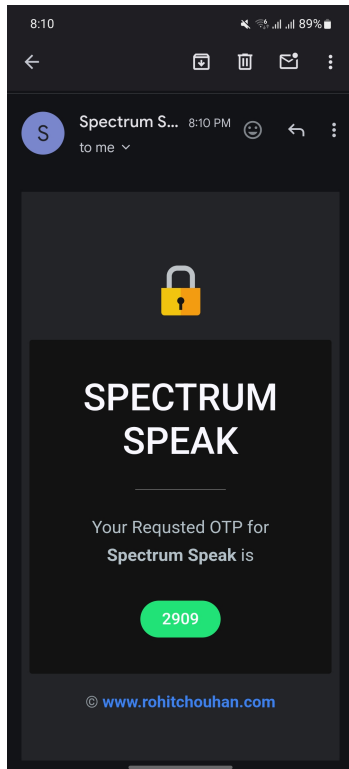 8:10 89%
S
Spectrum S... 8:10 PM
to me
SPECTRUM
SPEAK
Your Requsted OTP for
Spectrum Speak is
2909
© www.rohitchouhan.com